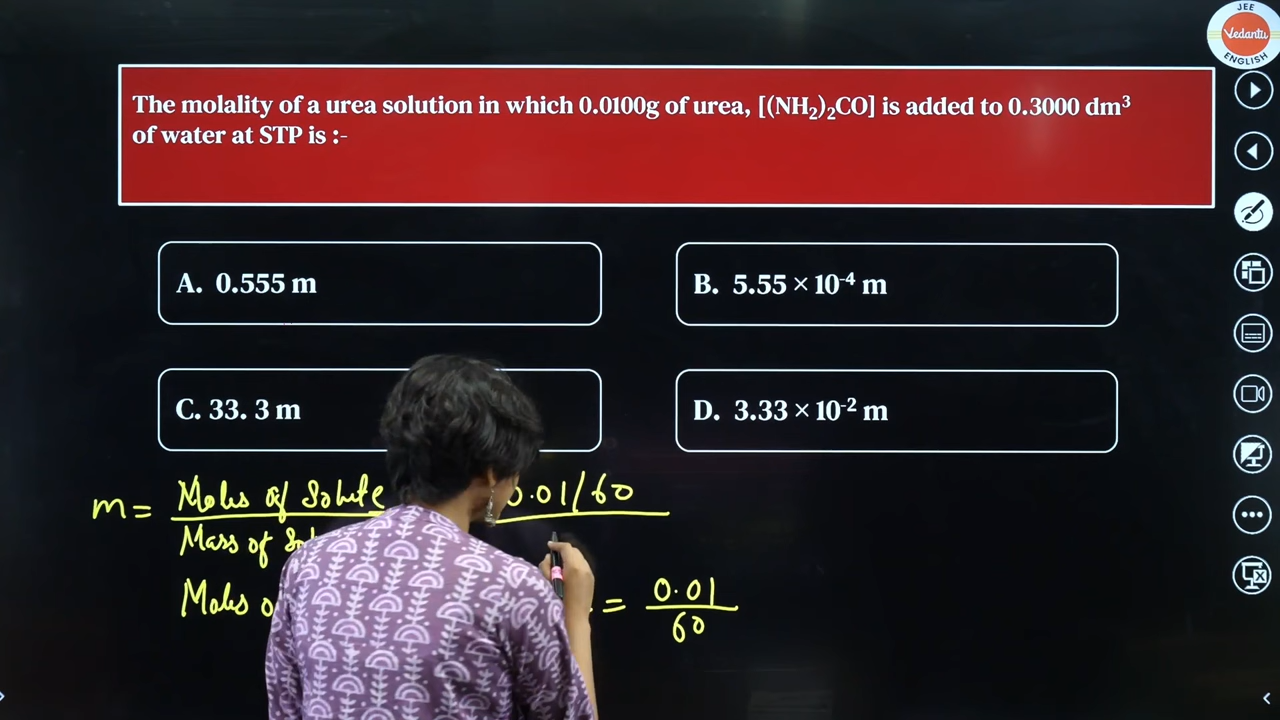 JEE
Vedantu
ENGLISH
The molality of a urea solution in which 0.0100g of urea, [(NH₂)₂CO] is added to 0.3000 dm³
of water at STP is :-
A. 0.555 m
B. 5.55 × 10⁻⁴ m
C. 33. 3 m
D. 3.33 × 10⁻² m
m = Moles of Solute
0.01/60
Mass of
Moles
= 0.01
60